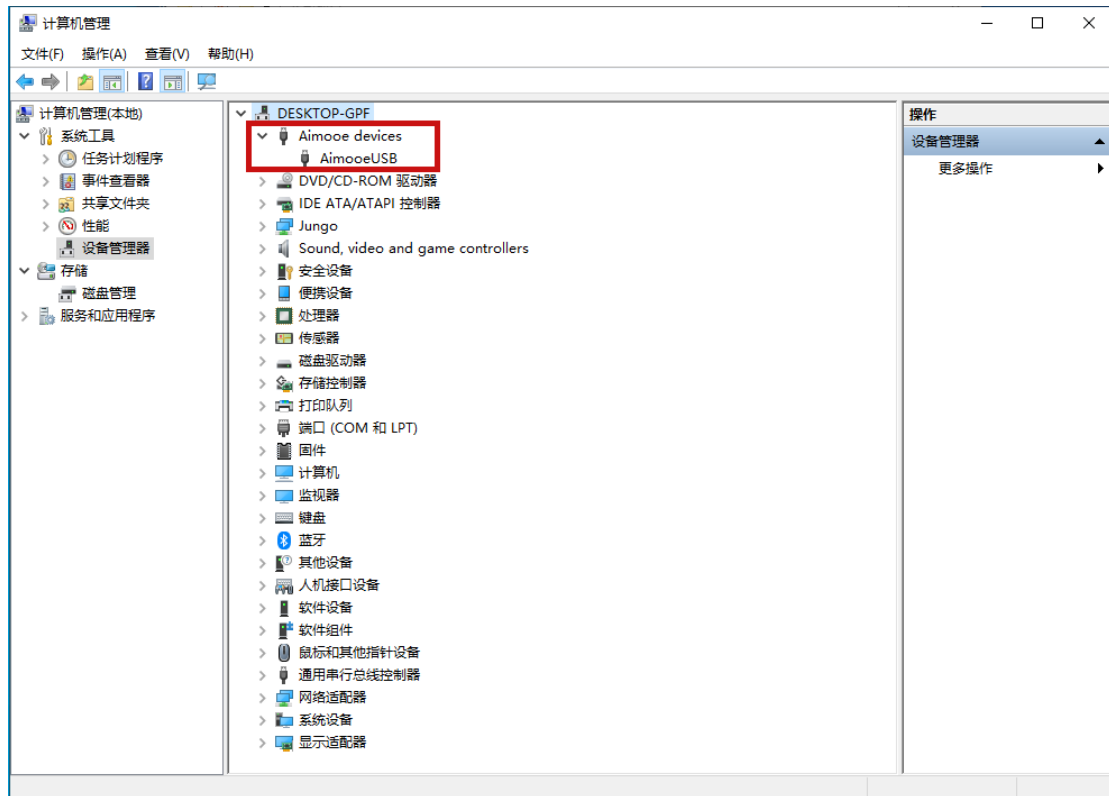 计算机管理
文件(F) 操作(A) 查看(V) 帮助(H)
计算机管理(本地)
系统工具
任务计划程序
事件查看器
共享文件夹
性能
设备管理器
存储
磁盘管理
服务和应用程序
DESKTOP-GPF
Aimooe devices
AimooeUSB
DVD/CD-ROM 驱动器
IDE ATA/ATAPI 控制器
Jungo
Sound, video and game controllers
安全设备
便携设备
处理器
传感器
磁盘驱动器
存储控制器
打印队列
端口 (COM 和 LPT)
固件
计算机
监视器
键盘
蓝牙
其他设备
人机接口设备
软件设备
软件组件
鼠标和其他指针设备
通用串行总线控制器
网络适配器
系统设备
显示适配器
操作
设备管理器
更多操作